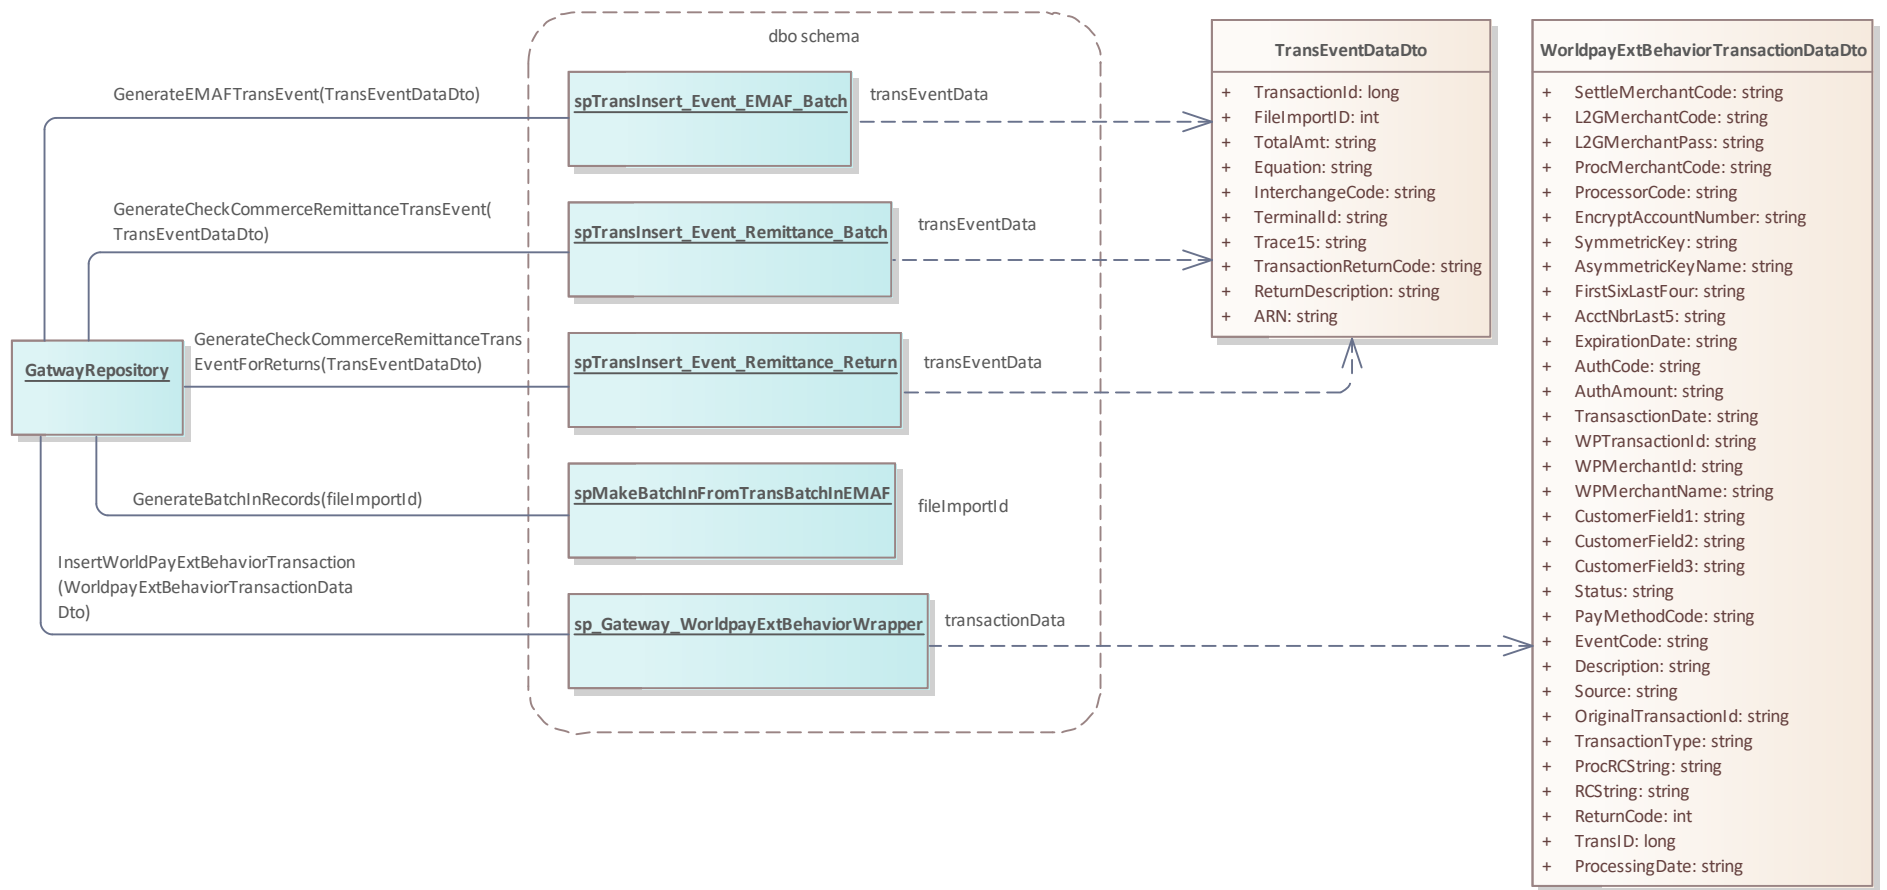 dbo schema
GenerateEMAFTransEvent(TransEventDataDto)
spTransInsert_Event_EMAF_Batch
transEventData
GenerateCheckCommerceRemittanceTransEvent(
TransEventDataDto)
spTransInsert_Event_Remittance_Batch
transEventData
GatwayRepository
GenerateCheckCommerceRemittanceTrans
EventForReturns(TransEventDataDto)
spTransInsert_Event_Remittance_Return
transEventData
GenerateBatchInRecords(fileImportId)
spMakeBatchInFromTransBatchInEMAF
fileImportId
InsertWorldPayExtBehaviorTransaction
(WorldpayExtBehaviorTransactionData
Dto)
sp_Gateway_WorldpayExtBehaviorWrapper
transactionData
TransEventDataDto
+ TransactionId: long
+ FileImportID: int
+ TotalAmt: string
+ Equation: string
+ InterchangeCode: string
+ TerminalId: string
+ Trace15: string
+ TransactionReturnCode: string
+ ReturnDescription: string
+ ARN: string
WorldpayExtBehaviorTransactionDataDto
+ SettleMerchantCode: string
+ L2GMerchantCode: string
+ L2GMerchantPass: string
+ ProcMerchantCode: string
+ ProcessorCode: string
+ EncryptAccountNumber: string
+ SymmetricKey: string
+ AsymmetricKeyName: string
+ FirstSixLastFour: string
+ AcctNbrLast5: string
+ ExpirationDate: string
+ AuthCode: string
+ AuthAmount: string
+ TransasctionDate: string
+ WPTransactionId: string
+ WPMerchantId: string
+ WPMerchantName: string
+ CustomerField1: string
+ CustomerField2: string
+ CustomerField3: string
+ Status: string
+ PayMethodCode: string
+ EventCode: string
+ Description: string
+ Source: string
+ OriginalTransactionId: string
+ TransactionType: string
+ ProcRCString: string
+ RCString: string
+ ReturnCode: int
+ TransID: long
+ ProcessingDate: string